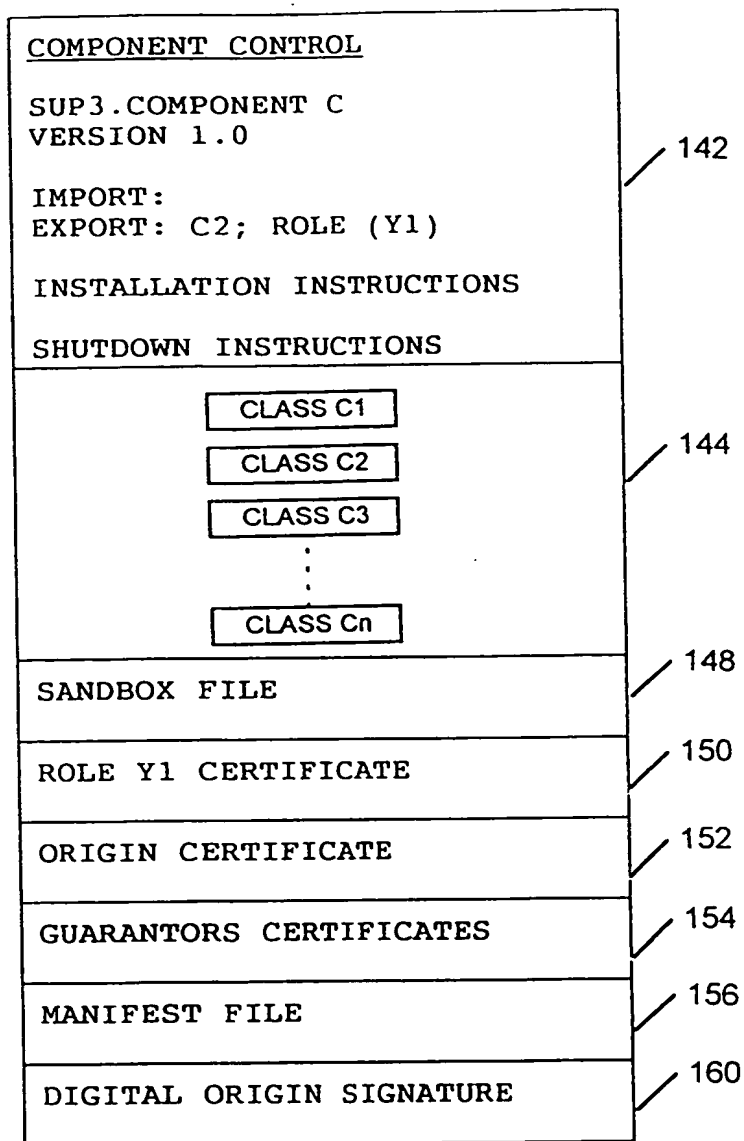 COMPONENT CONTROL
SUP3.COMPONENT C
VERSION 1.0
142
IMPORT:
EXPORT: C2; ROLE (Y1)
INSTALLATION INSTRUCTIONS
SHUTDOWN INSTRUCTIONS
CLASS C1
144
CLASS C2
CLASS C3
CLASS Cn
148
SANDBOX FILE
150
ROLE Y1 CERTIFICATE
152
ORIGIN CERTIFICATE
154
GUARANTORS CERTIFICATES
156
MANIFEST FILE
160
DIGITAL ORIGIN SIGNATURE